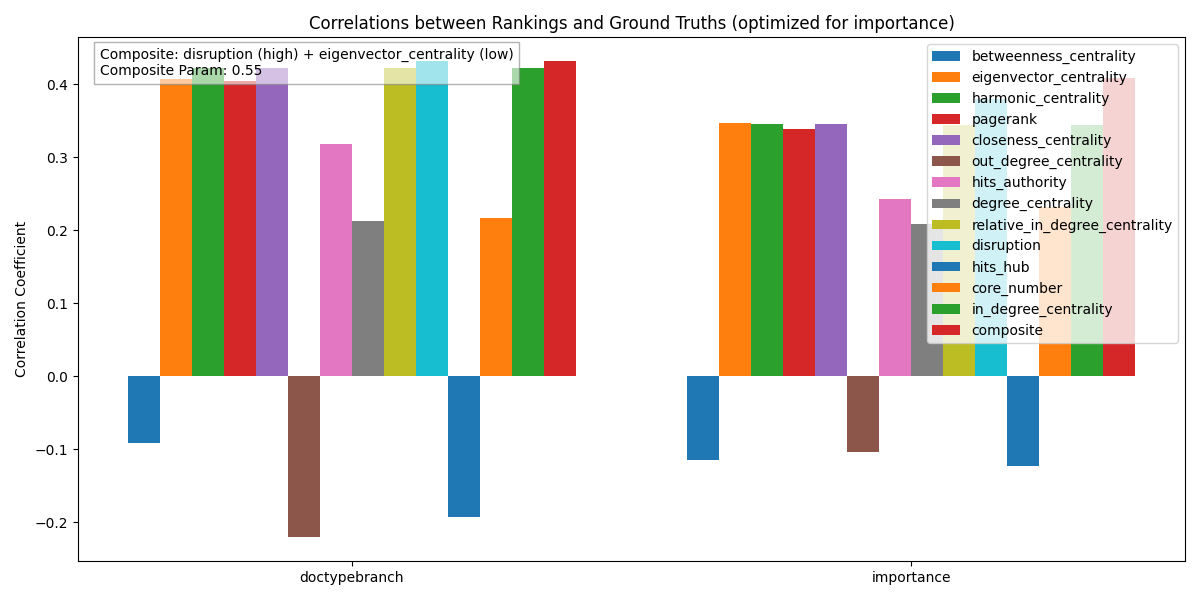 Correlations between Rankings and Ground Truths (optimized for importance)
Composite: disruption (high) + eigenvector_centrality (low)
Composite Param: 0.55
betweenness_centrality
eigenvector_centrality
harmonic_centrality
pagerank
closeness_centrality
out_degree_centrality
hits_authority
degree_centrality
relative_in_degree_centrality
disruption
hits_hub
core_number
in_degree_centrality
composite
Correlation Coefficient
0.4
0.3
0.2
0.1
0.0
−0.1
−0.2
doctypebranch
importance